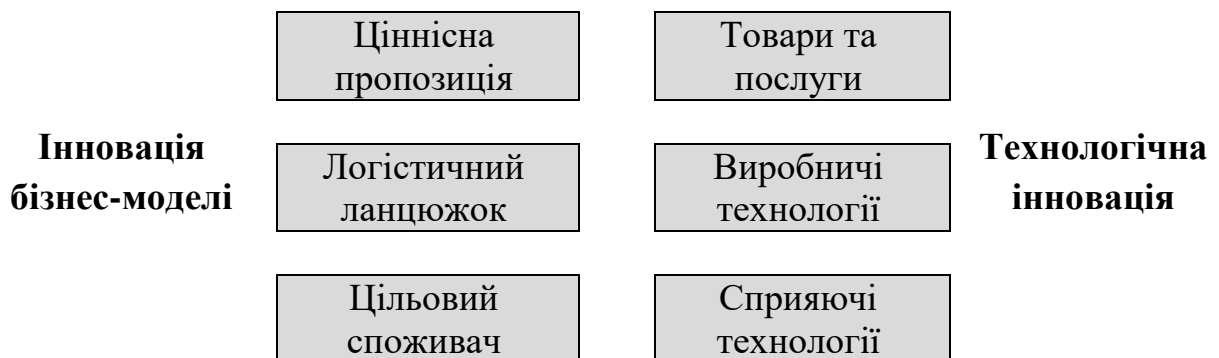 Ціннісна
пропозиція
Товари та
послуги
Інновація
бізнес-моделі
Логістичний
ланцюжок
Виробничі
технології
Технологічна
інновація
Цільовий
споживач
Сприяючі
технології